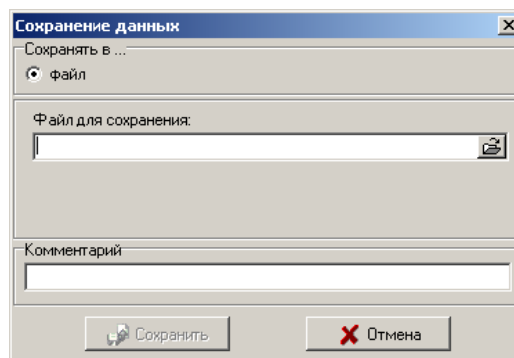 Сохранение данных
Сохранять в ...
файл
Файл для сохранения:
Комментарий
Сохранить
Отмена